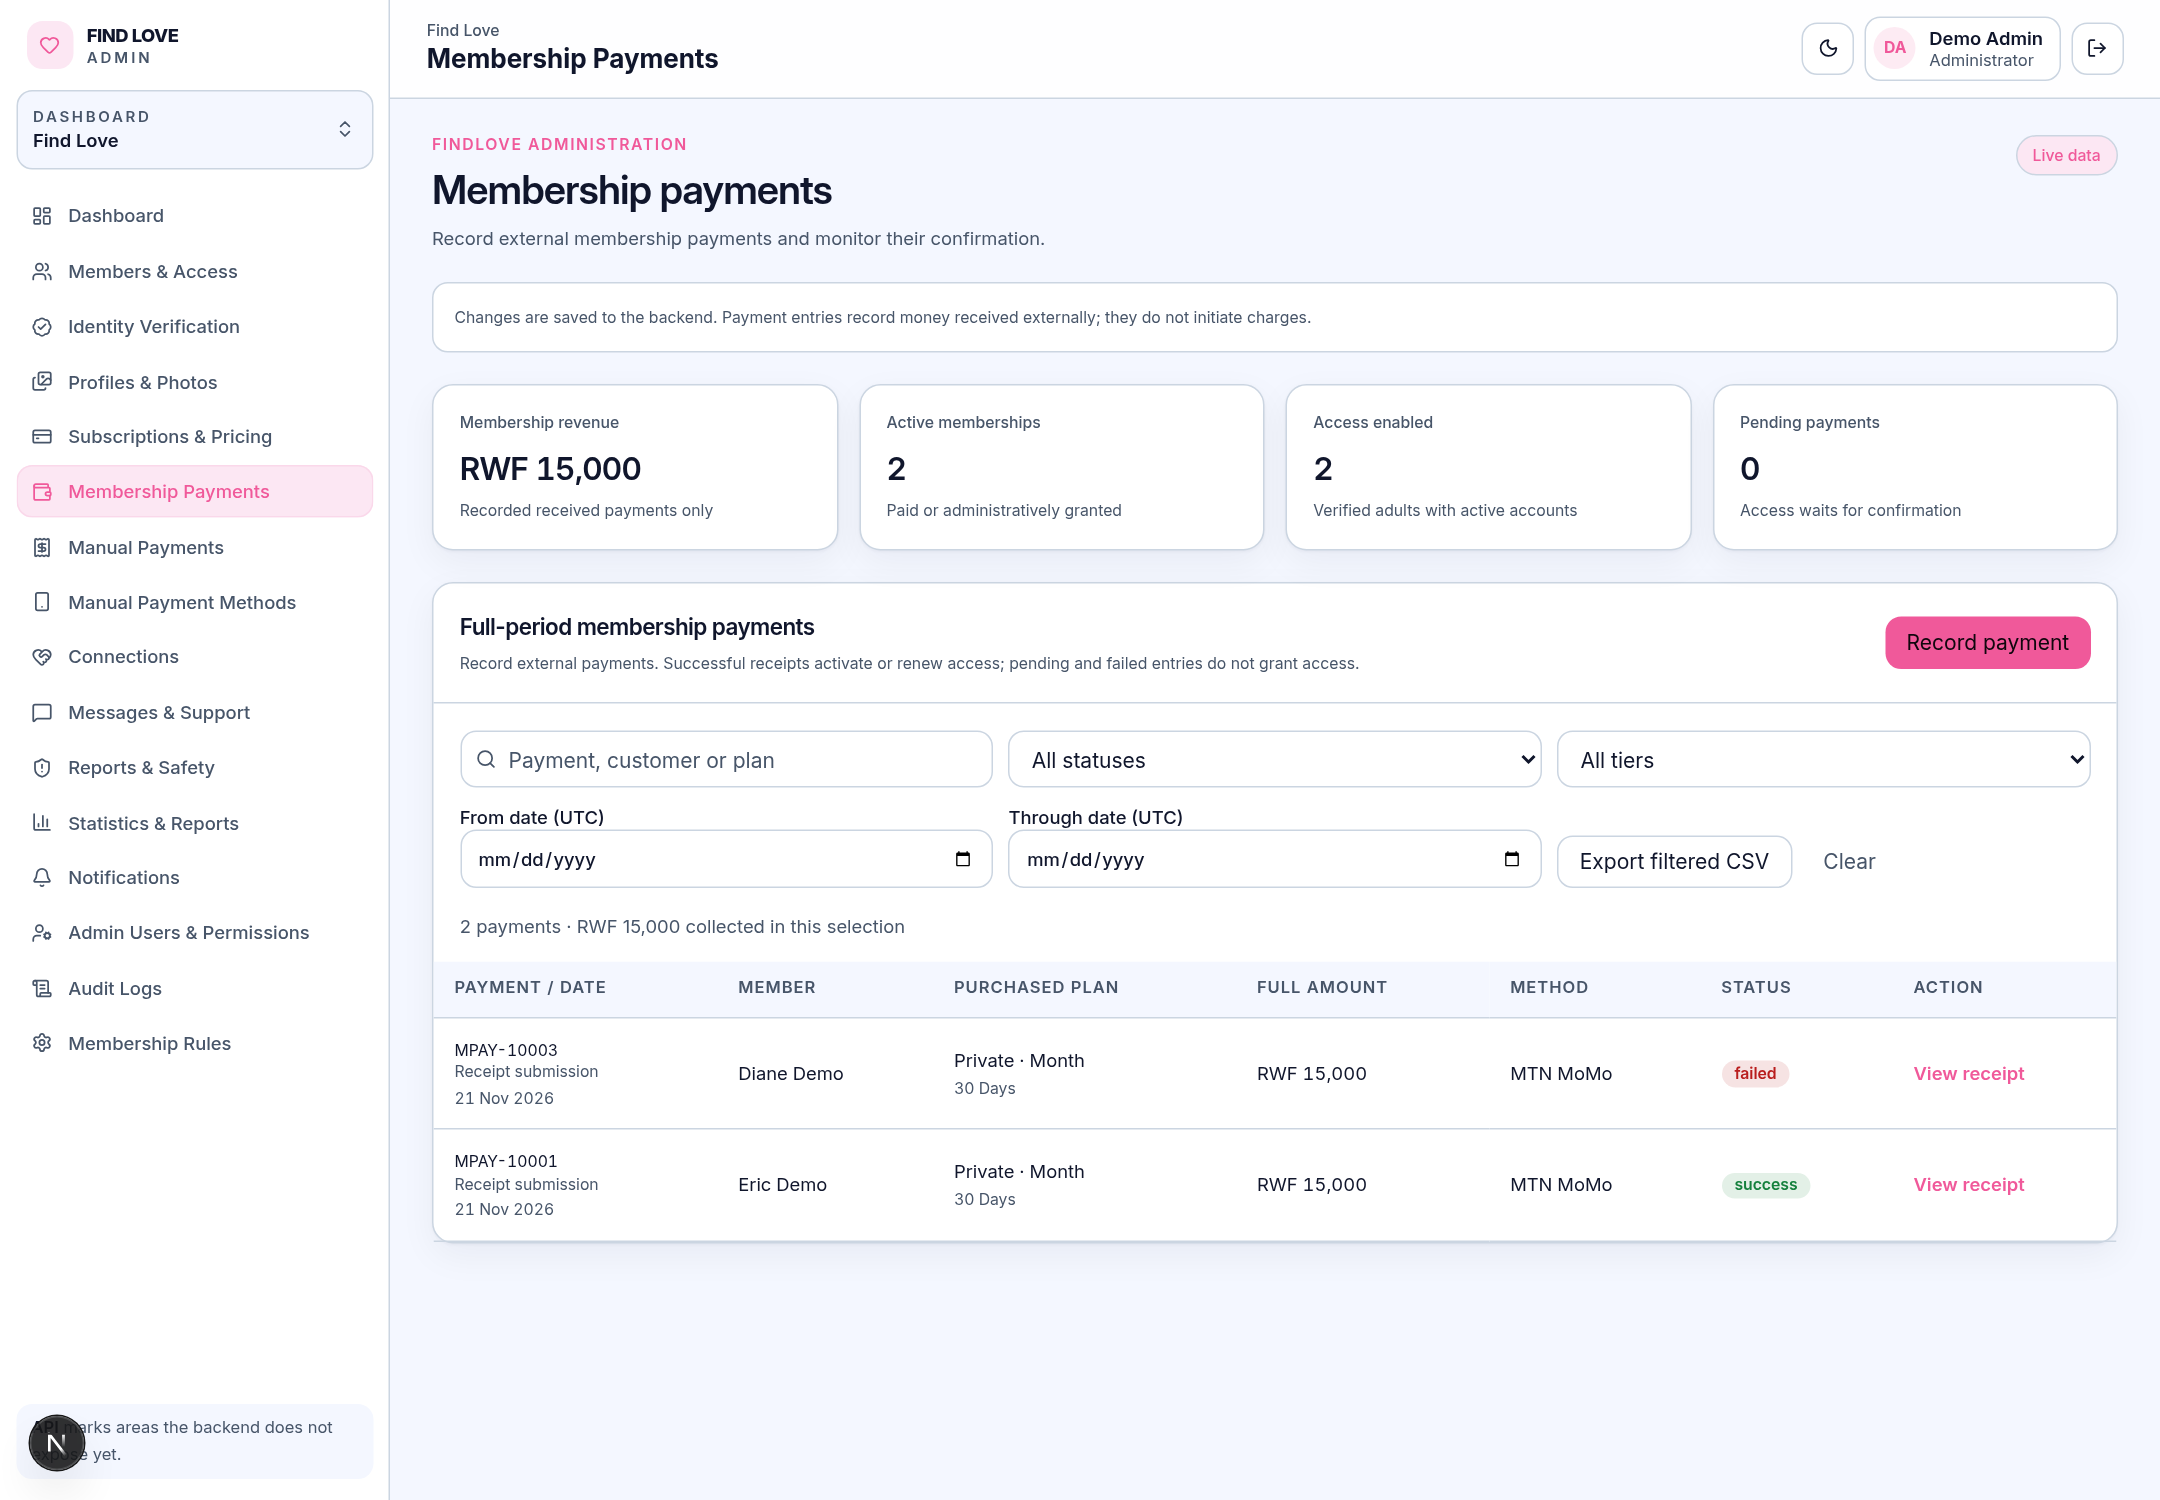 FIND LOVE
ADMIN
DASHBOARD
Find Love
Dashboard
Members & Access
Identity Verification
Profiles & Photos
Subscriptions & Pricing
Membership Payments
Manual Payments
Manual Payment Methods
Connections
Messages & Support
Reports & Safety
Statistics & Reports
Notifications
Admin Users & Permissions
Audit Logs
Membership Rules
marks areas the backend does not
yet.
N
Find Love
Membership Payments
DA
Demo Admin
Administrator
FINDLOVE ADMINISTRATION
Membership payments
Record external membership payments and monitor their confirmation.
Live data
Changes are saved to the backend. Payment entries record money received externally; they do not initiate charges.
Membership revenue
RWF 15,000
Recorded received payments only
Active memberships
2
Paid or administratively granted
Access enabled
2
Verified adults with active accounts
Pending payments
0
Access waits for confirmation
Full-period membership payments
Record external payments. Successful receipts activate or renew access; pending and failed entries do not grant access.
Record payment
Payment, customer or plan
All statuses
All tiers
From date (UTC)
mm/dd/yyyy
Through date (UTC)
mm/dd/yyyy
Export filtered CSV
Clear
2 payments · RWF 15,000 collected in this selection
PAYMENT / DATE MEMBER PURCHASED PLAN FULL AMOUNT METHOD STATUS ACTION
MPAY-10003
Receipt submission
21 Nov 2026
Diane Demo
Private · Month
30 Days
RWF 15,000
MTN MoMo
failed
View receipt
MPAY-10001
Receipt submission
21 Nov 2026
Eric Demo
Private · Month
30 Days
RWF 15,000
MTN MoMo
success
View receipt